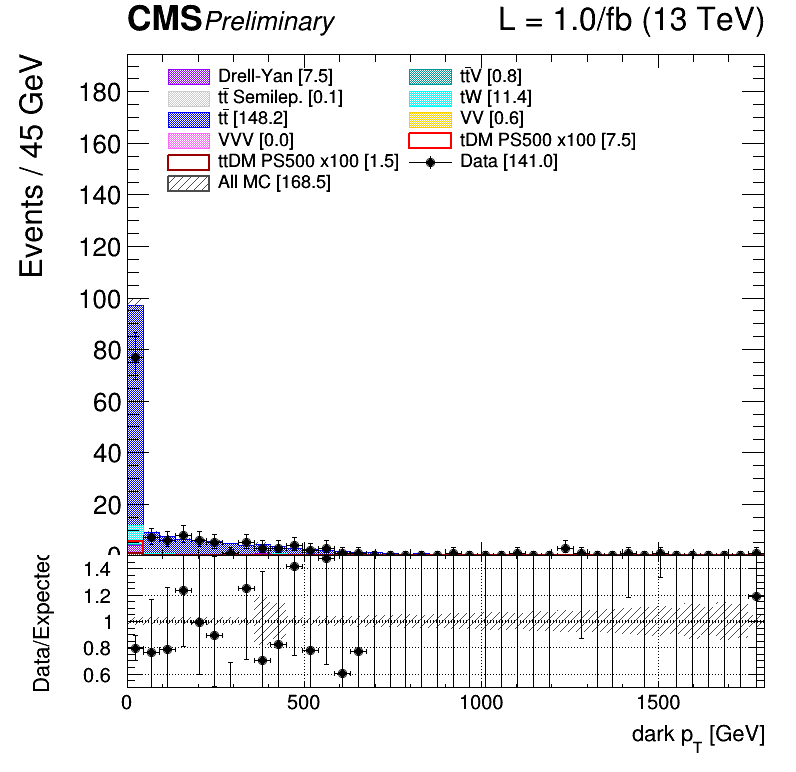 CMS Preliminary L = 1.0/fb (13 TeV)
Events / 45 GeV
180
160
140
120
100
80
60
40
20
0
Drell-Yan [7.5]
tt̄ Semilep. [0.1]
tt̄ [148.2]
VVV [0.0]
ttDM PS500 x100 [1.5]
All MC [168.5]
tt̄V [0.8]
tW [11.4]
VV [0.6]
tDM PS500 x100 [7.5]
Data [141.0]
Data/Expected
1.4
1.2
1
0.8
0.6
0 500 1000 1500
dark p_T [GeV]